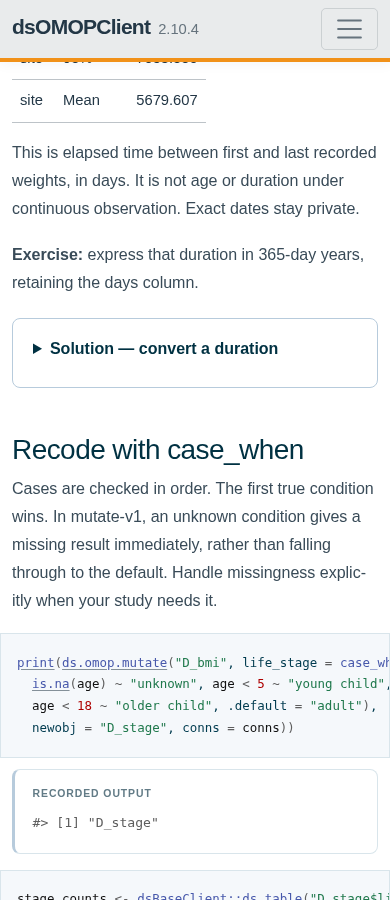 dsOMOPClient 2.10.4
site Mean 5679.607
This is elapsed time between first and last recorded
weights, in days. It is not age or duration under
continuous observation. Exact dates stay private.
Exercise: express that duration in 365-day years,
retaining the days column.
▶ Solution — convert a duration
Recode with case_when
Cases are checked in order. The first true condition
wins. In mutate-v1, an unknown condition gives a
missing result immediately, rather than falling
through to the default. Handle missingness explic-
itly when your study needs it.
print(ds.omop.mutate("D_bmi", life_stage = case_wh
is.na(age) ~ "unknown", age < 5 ~ "young child",
age < 18 ~ "older child", .default = "adult"),
newobj = "D_stage", conns = conns))
RECORDED OUTPUT
#> [1] "D_stage"
stage_counts <- dsBaseClient::ds.table("D_stage$li